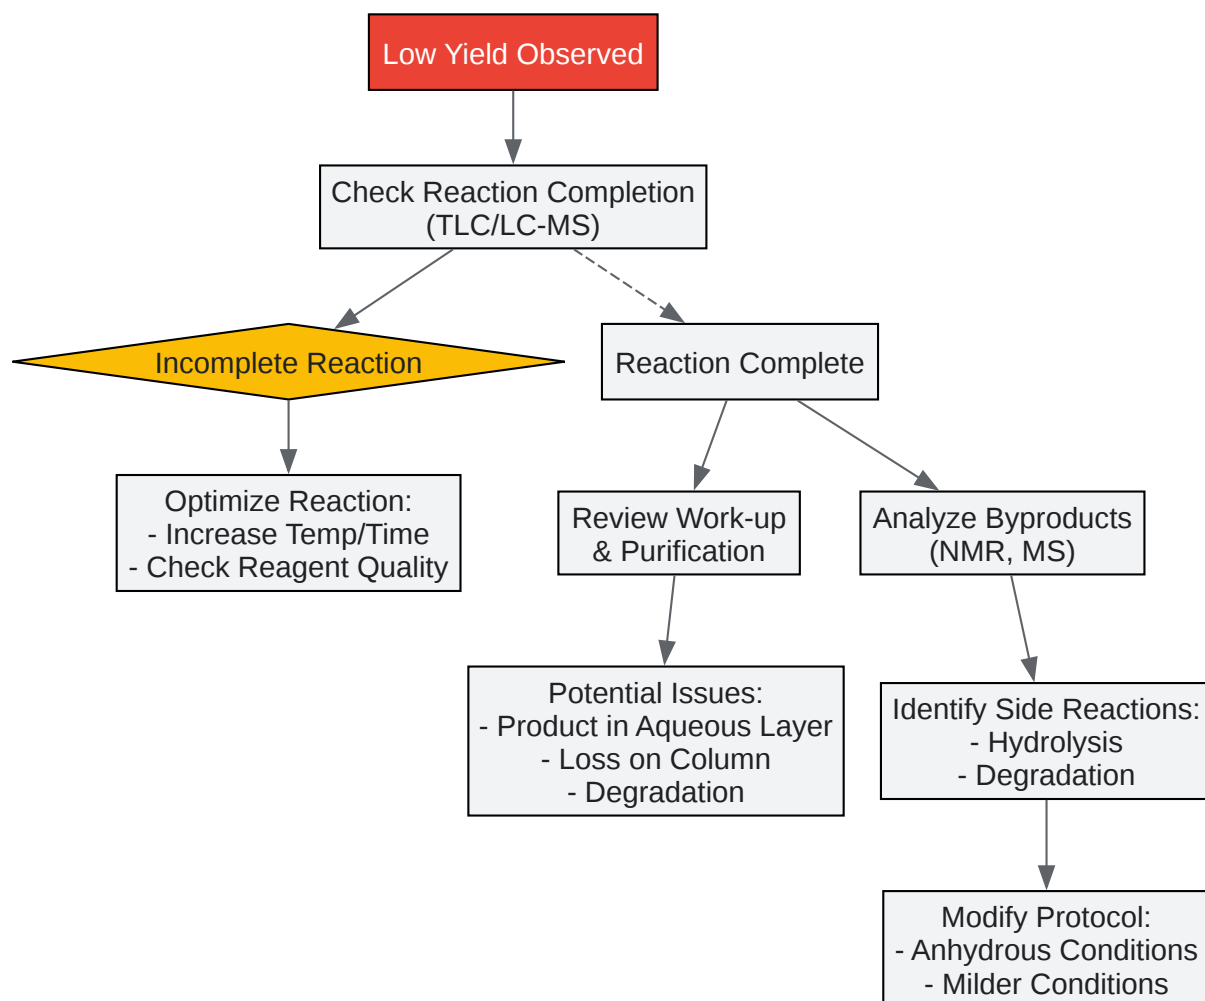 Low Yield Observed
Check Reaction Completion
(TLC/LC-MS)
Incomplete Reaction
Reaction Complete
Optimize Reaction:
- Increase Temp/Time
- Check Reagent Quality
Review Work-up
& Purification
Analyze Byproducts
(NMR, MS)
Potential Issues:
- Product in Aqueous Layer
- Loss on Column
- Degradation
Identify Side Reactions:
- Hydrolysis
- Degradation
Modify Protocol:
- Anhydrous Conditions
- Milder Conditions